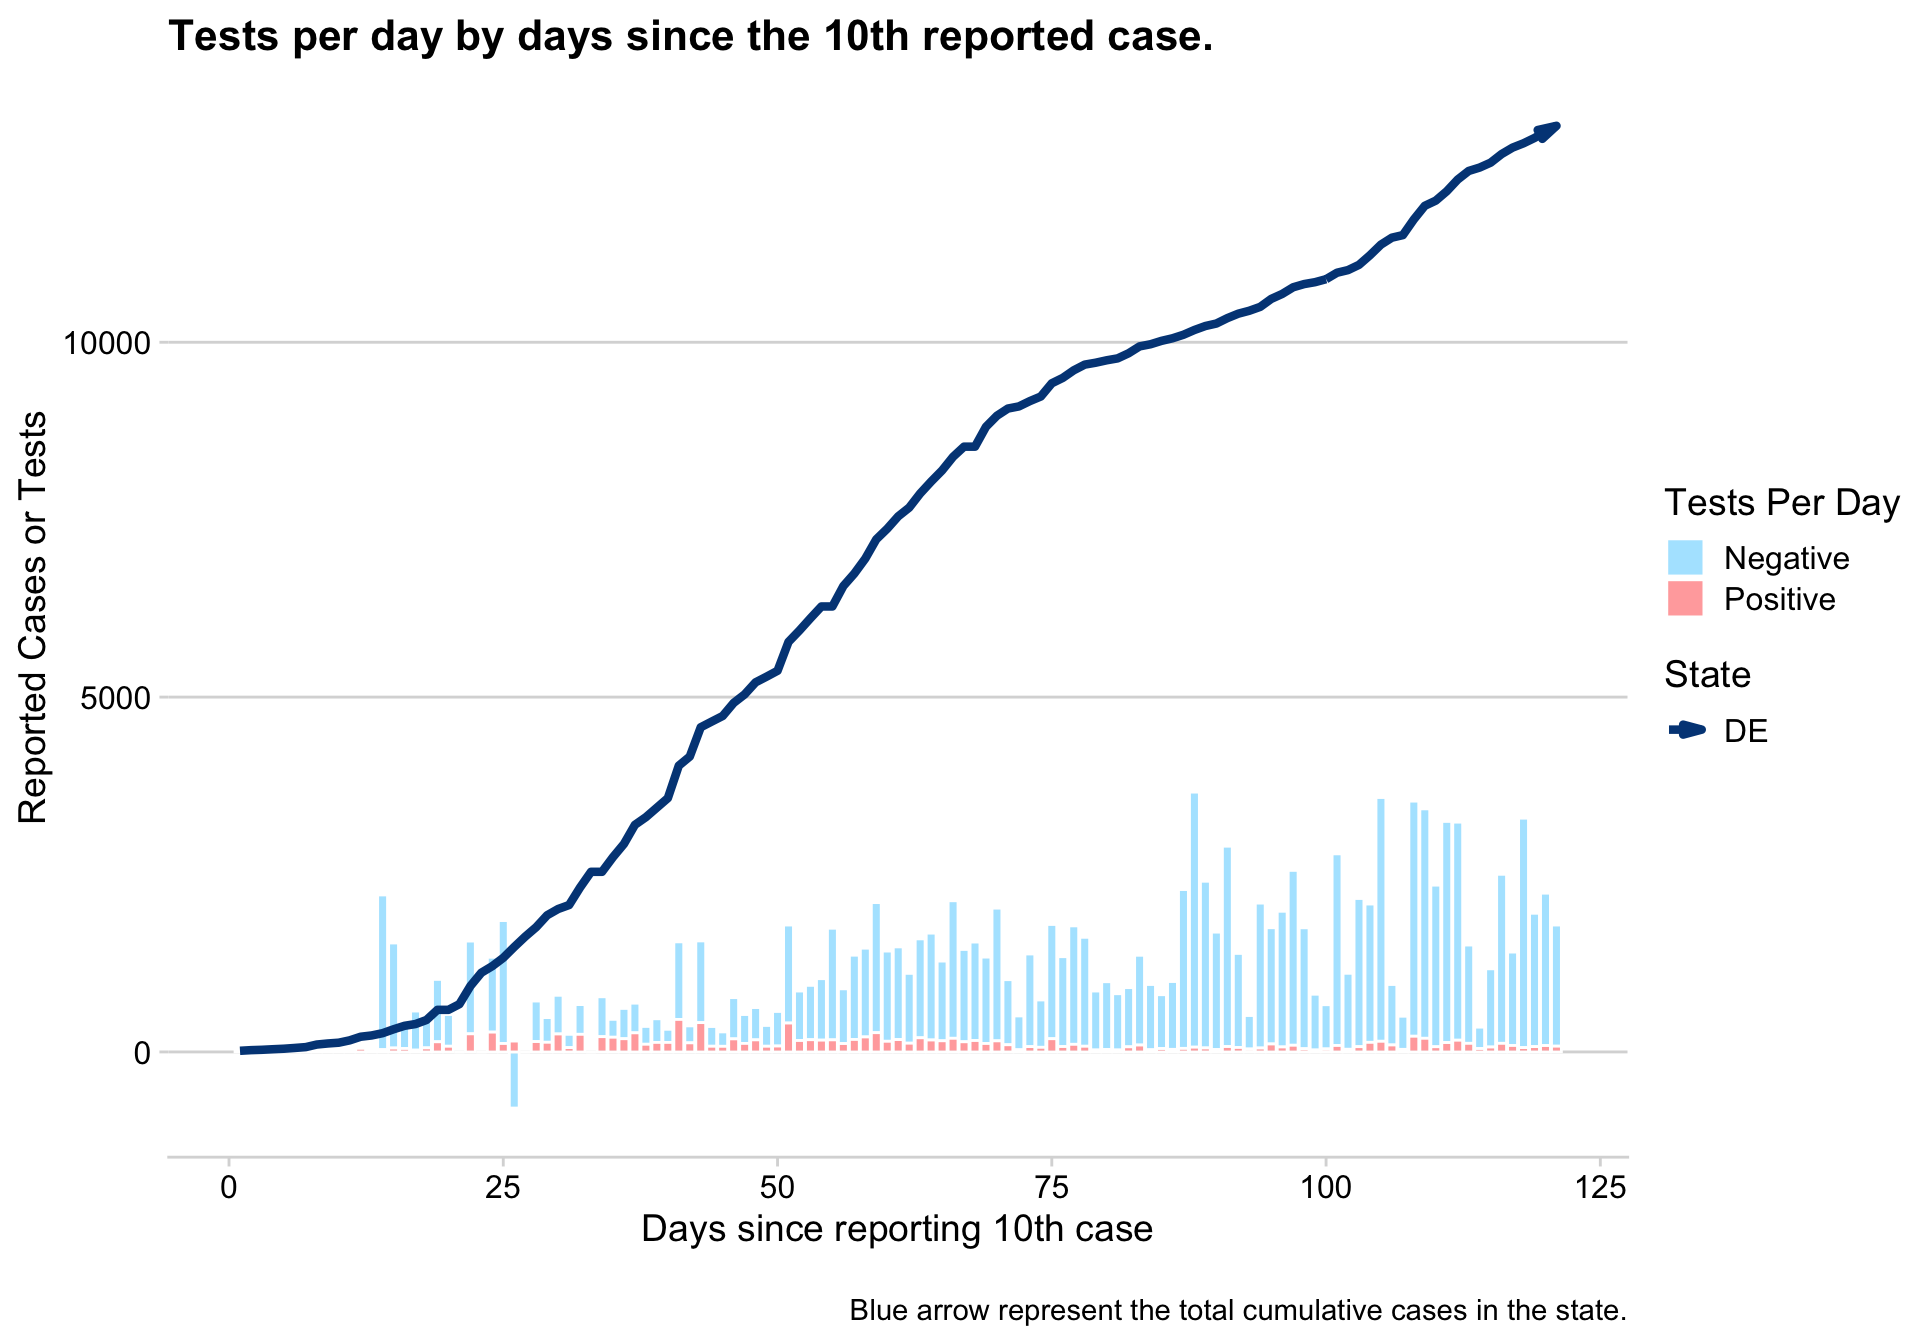 Tests per day by days since the 10th reported case.
Reported Cases or Tests
10000
5000
0
0 25 50 75 100 125
Days since reporting 10th case
Tests Per Day
Negative
Positive
State
DE
Blue arrow represent the total cumulative cases in the state.